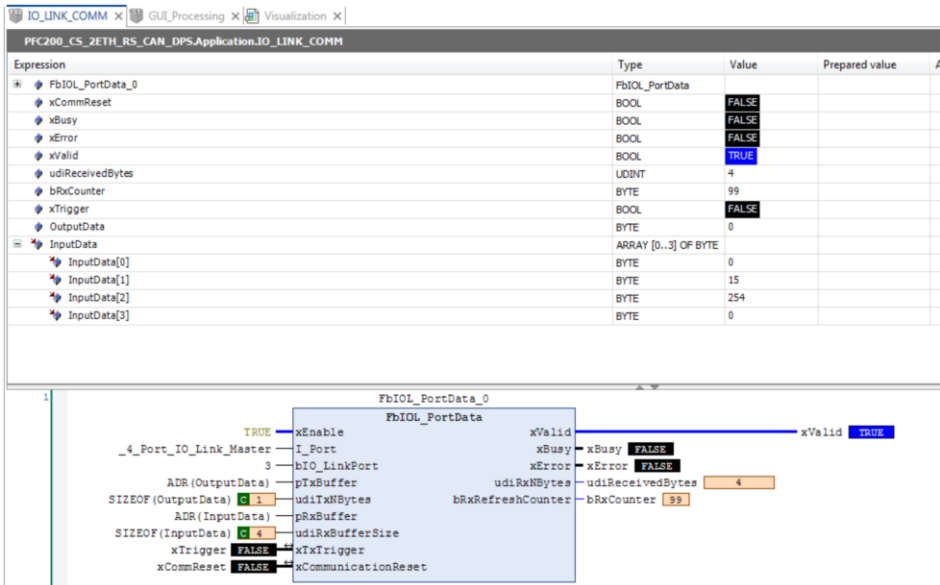 IO_LINK_COMM GUI_Processing Visualization
PFC200_CS_2ETH_RS_CAN_DPS.Application.IO_LINK_COMM
Expression Type Value Prepared value
FbIOL_PortData_0 FbIOL_PortData
xCommReset BOOL FALSE
xBusy BOOL FALSE
xError BOOL FALSE
xValid BOOL TRUE
udiReceivedBytes UDINT 4
bRxCounter BYTE 99
xTrigger BOOL FALSE
OutputData BYTE 0
InputData ARRAY [0..3] OF BYTE
InputData[0] BYTE 0
InputData[1] BYTE 15
InputData[2] BYTE 254
InputData[3] BYTE 0
1
FbIOL_PortData_0
FbIOL_PortData
TRUE xEnable xValid xValid TRUE
_4_Port_IO_Link_Master I_Port xBusy xBusy FALSE
3 bIO_LinkPort xError xError FALSE
ADR(OutputData) pTxBuffer udiRxNBytes udiReceivedBytes 4
SIZEOF(OutputData) C 1 udiTxNBytes bRxRefreshCounter bRxCounter 99
ADR(InputData) pRxBuffer
SIZEOF(InputData) C 4 udiRxBufferSize
xTrigger FALSE xTxTrigger
xCommReset FALSE xCommunicationReset